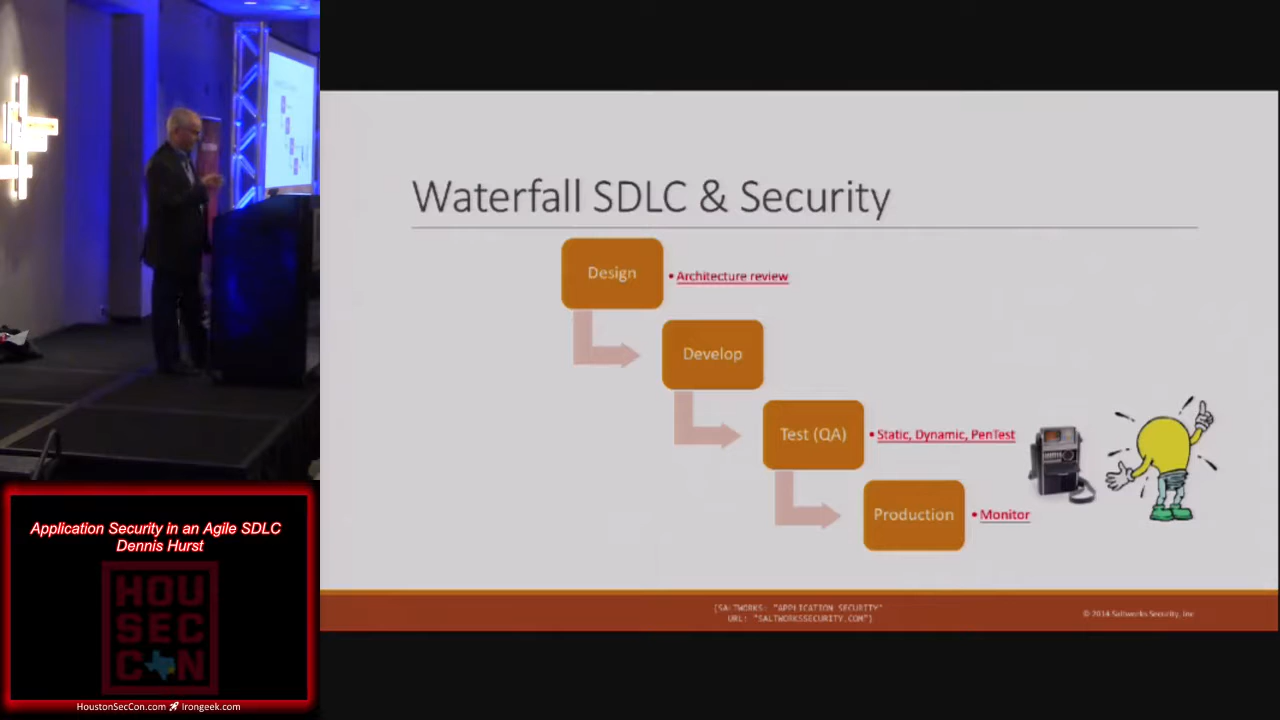 Waterfall SDLC & Security
Design
• Architecture review
Develop
Test (QA)
• Static, Dynamic, PenTest
Production
• Monitor
{SALTWORKS: "APPLICATION SECURITY"
URL: "SALTWORKSSECURITY.COM"}
© 2016 Saltworks Security, Inc
Application Security in an Agile SDLC
Dennis Hurst
HOU
SEC
CON
HoustonSecCon.com Irongeek.com